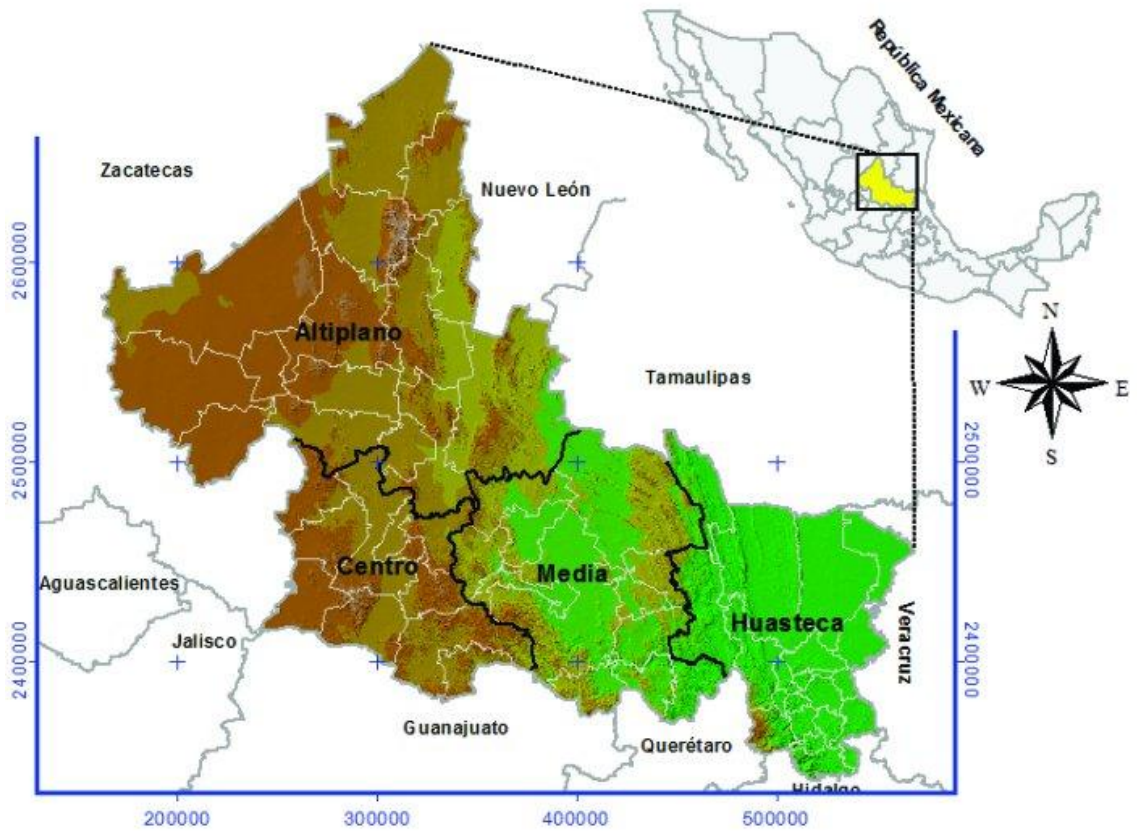 República Mexicana
Zacatecas
Nuevo León
2600000
Altiplano
N
W
E
S
Tamaulipas
2500000
2500000
Centro
Media
Aguascalientes
Huasteca
Jalisco
Veracruz
2400000
2400000
Guanajuato
Querétaro
Hidalgo
200000
300000
400000
500000